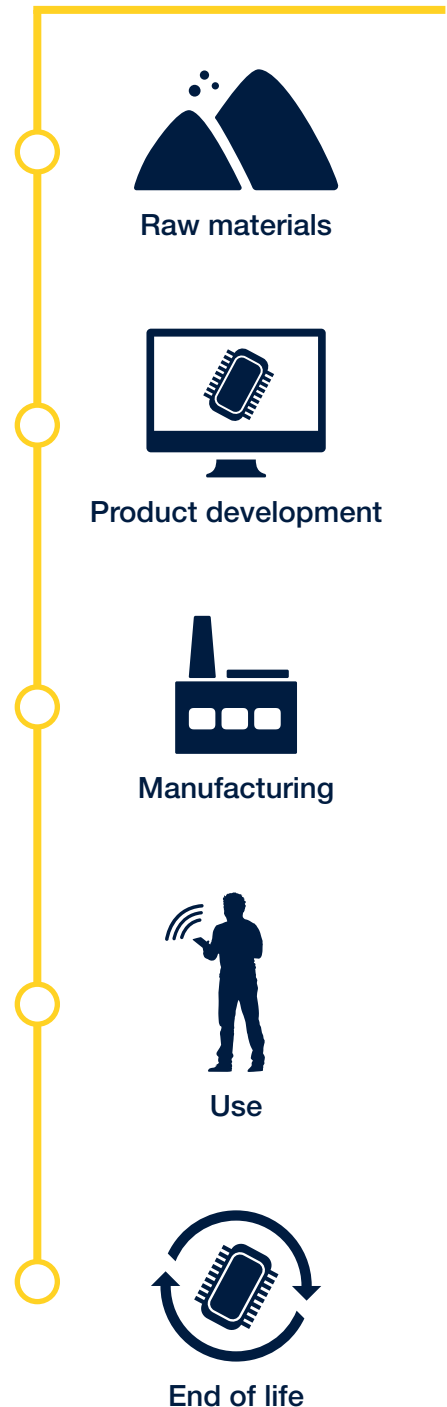 Raw materials
Product development
Manufacturing
Use
End of life